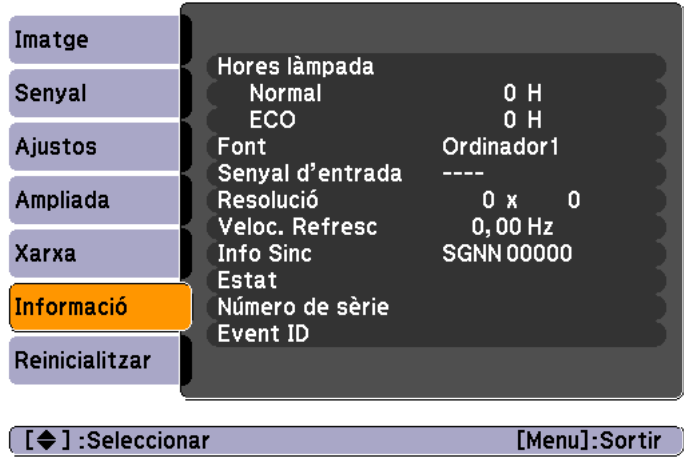 Imatge
Senyal
Ajustos
Ampliada
Xarxa
Informació
Reinicialitzar
Hores làmpada
Normal 0 H
ECO 0 H
Font Ordinador1
Senyal d'entrada ----
Resolució 0 x 0
Veloc. Refresc 0,00 Hz
Info Sinc SGNN 00000
Estat
Número de sèrie
Event ID
[◆] :Seleccionar [Menu]:Sortir